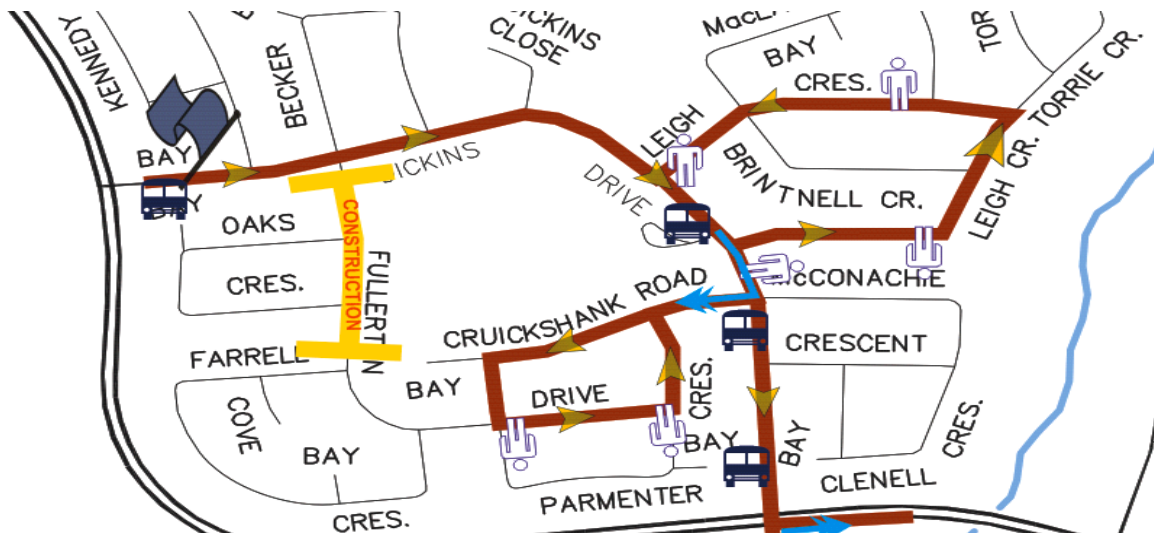 KENNEDY
BECKER
CLOSE
BAY
CRES.
TORRIE CR.
LEIGH
BAY
DICKINS
DRIVE
BRINTNELL CR.
LEIGH CR.
OAKS
CRES.
CONSTRUCTION
FULLERTON
McCONACHIE
CRUICKSHANK ROAD
CRESCENT
FARRELL
BAY
DRIVE
CRES.
COVE
BAY
BAY
BAY
CRES.
PARMENTER
CLENELL
CRES.